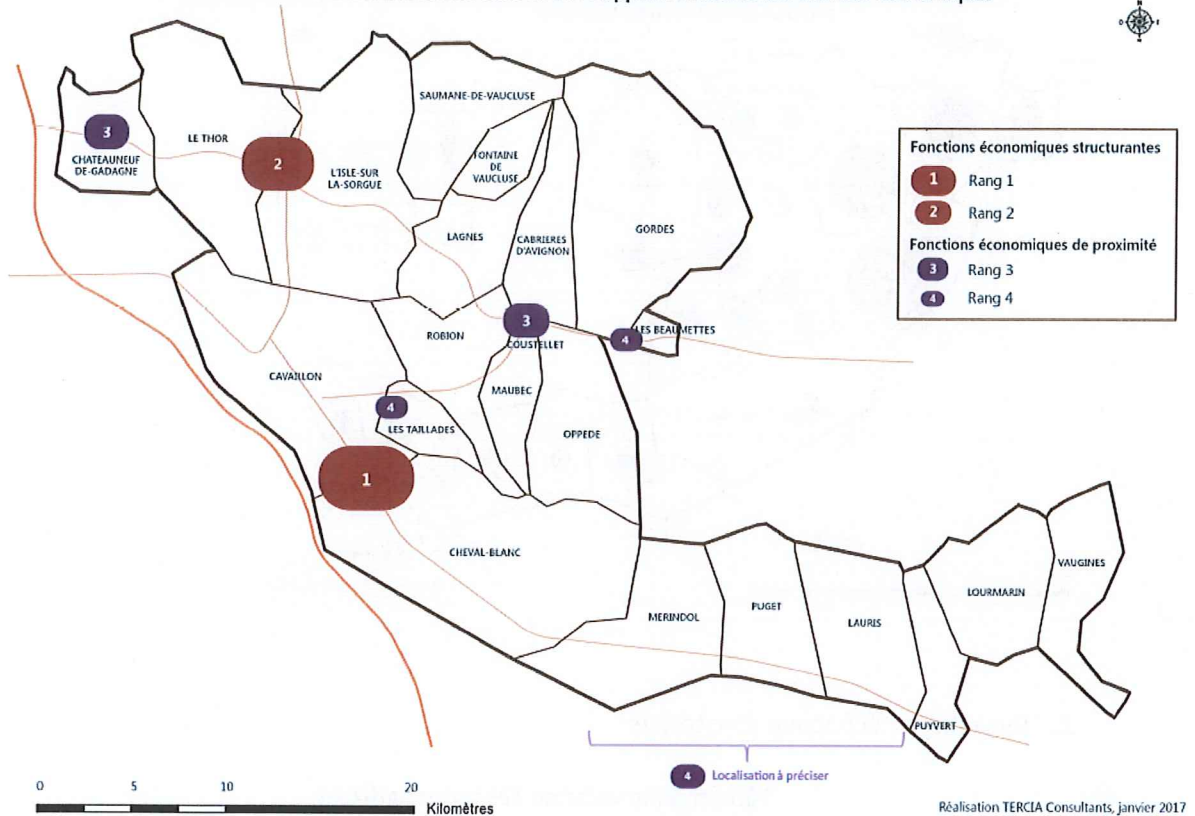 N
E
S
SAUMANE-DE-VAUCLUSE
3
LE THOR
CHATEAUNEUF
DE-GADAGNE
2
FONTAINE
DE
VAUCLUSE
L'ISLE-SUR
LA-SORGUE
LAGNES
CABRIERES
D'AVIGNON
GORDES
Fonctions économiques structurantes
1 Rang 1
2 Rang 2
Fonctions économiques de proximité
3 Rang 3
4 Rang 4
ROBION
3
COUSTELLET
4
LES BEAUMETTES
CAVAILLON
MAUBEC
4
LES TAILLADES
OPPEDE
1
CHEVAL-BLANC
MERINDOL
PUGET
LAURIS
LOURMARIN
VAUGINES
PUYVERT
4 Localisation à préciser
0 5 10 20
Kilomètres
Réalisation TERCIA Consultants, janvier 2017